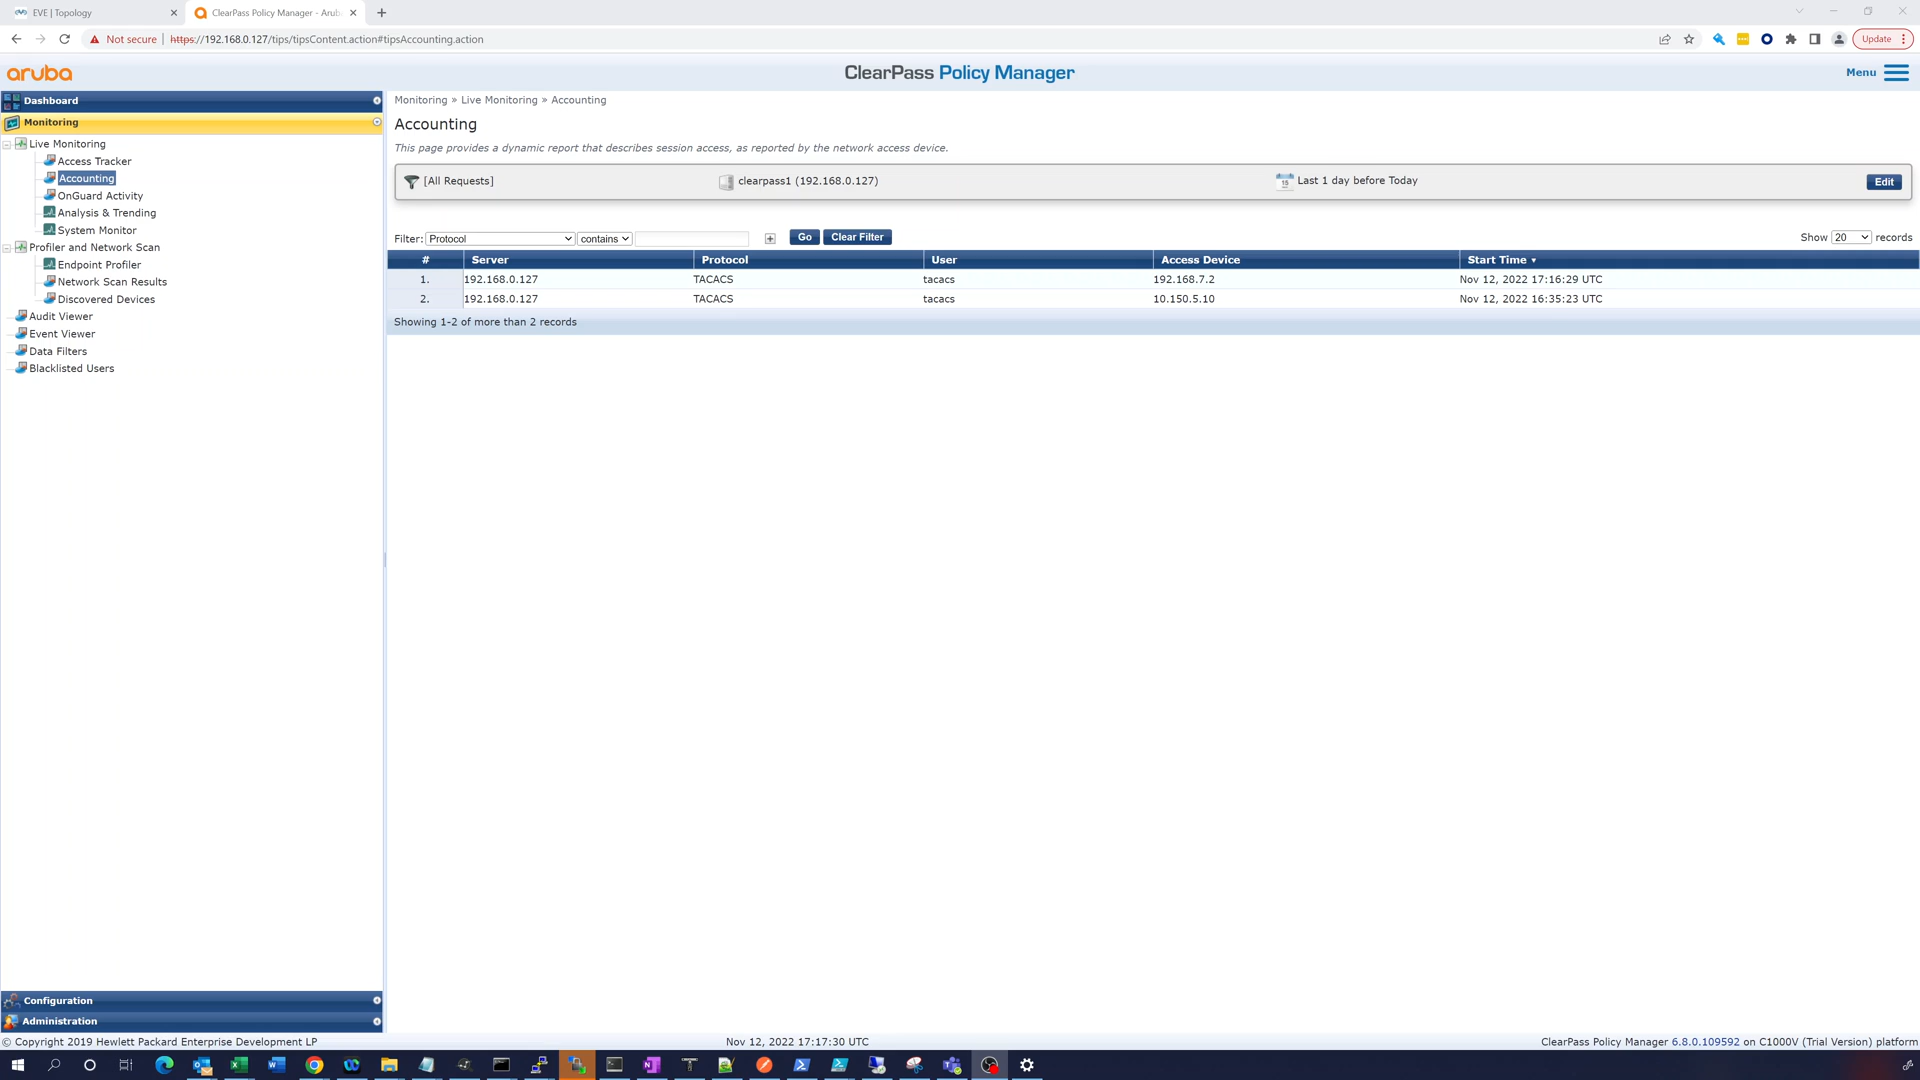 EVE | Topology
ClearPass Policy Manager - Arub
Not secure
https://192.168.0.127/tips/tipsContent.action#tipsAccounting.action
Update
aruba
ClearPass Policy Manager
Menu
Dashboard
Monitoring
Live Monitoring
Access Tracker
Accounting
OnGuard Activity
Analysis & Trending
System Monitor
Profiler and Network Scan
Endpoint Profiler
Network Scan Results
Discovered Devices
Audit Viewer
Event Viewer
Data Filters
Blacklisted Users
Configuration
Administration
Monitoring » Live Monitoring » Accounting
Accounting
This page provides a dynamic report that describes session access, as reported by the network access device.
[All Requests] clearpass1 (192.168.0.127) Last 1 day before Today Edit
Filter: Protocol contains Go Clear Filter Show 20 records
# Server Protocol User Access Device Start Time
1. 192.168.0.127 TACACS tacacs 192.168.7.2 Nov 12, 2022 17:16:29 UTC
2. 192.168.0.127 TACACS tacacs 10.150.5.10 Nov 12, 2022 16:35:23 UTC
Showing 1-2 of more than 2 records
© Copyright 2019 Hewlett Packard Enterprise Development LP Nov 12, 2022 17:17:30 UTC ClearPass Policy Manager 6.8.0.109592 on C1000V (Trial Version) platform